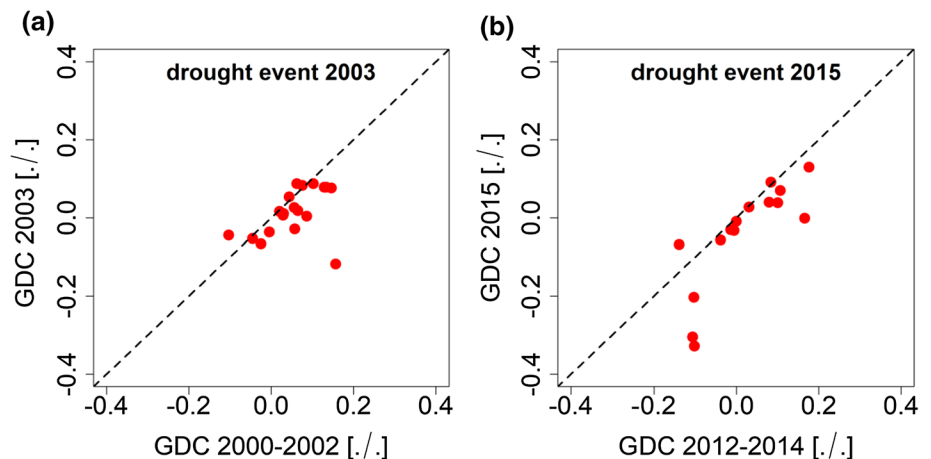 (a)
drought event 2003
GDC 2003 [./.]
0.4
0.2
0.0
-0.2
-0.4
-0.4 -0.2 0.0 0.2 0.4
GDC 2000-2002 [./.]
(b)
drought event 2015
GDC 2015 [./.]
0.4
0.2
0.0
-0.2
-0.4
-0.4 -0.2 0.0 0.2 0.4
GDC 2012-2014 [./.]